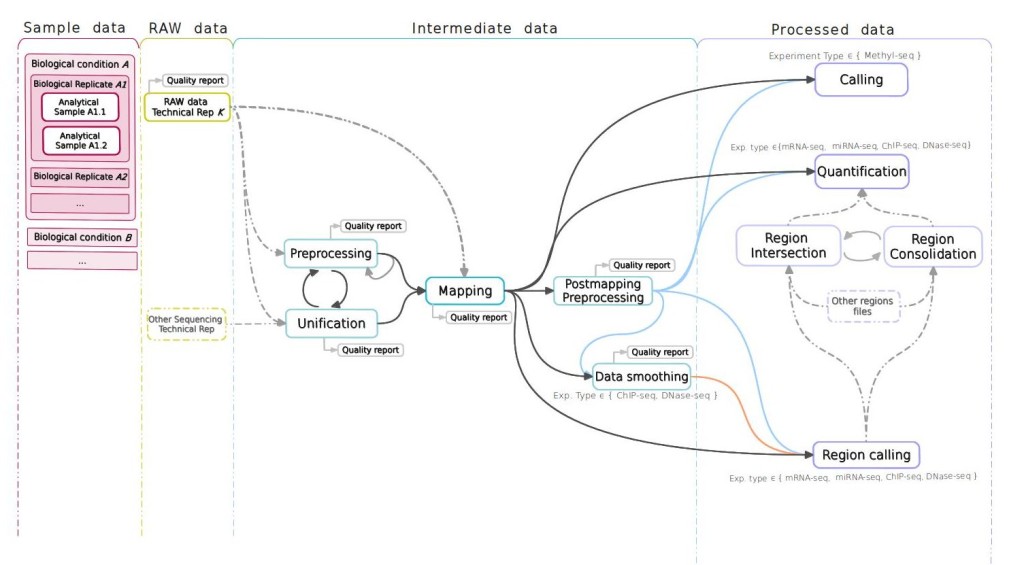 Sample data
RAW data
Intermediate data
Processed data
Biological condition A
Biological Replicate A1
Analytical
Sample A1.1
Analytical
Sample A1.2
Biological Replicate A2
...
Biological condition B
...
Quality report
RAW data
Technical Rep K
Other Sequencing
Technical Rep
Quality report
Preprocessing
Unification
Quality report
Mapping
Quality report
Quality report
Postmapping
Preprocessing
Quality report
Data smoothing
Exp. Type ϵ { ChIP-seq, DNase-seq }
Experiment Type ϵ { Methyl-seq }
Calling
Exp. type ϵ{mRNA-seq, miRNA-seq, ChIP-seq, DNase-seq}
Quantification
Region
Intersection
Region
Consolidation
Other regions
files
Region calling
Exp. type ϵ { mRNA-seq, miRNA-seq, ChIP-seq, DNase-seq }